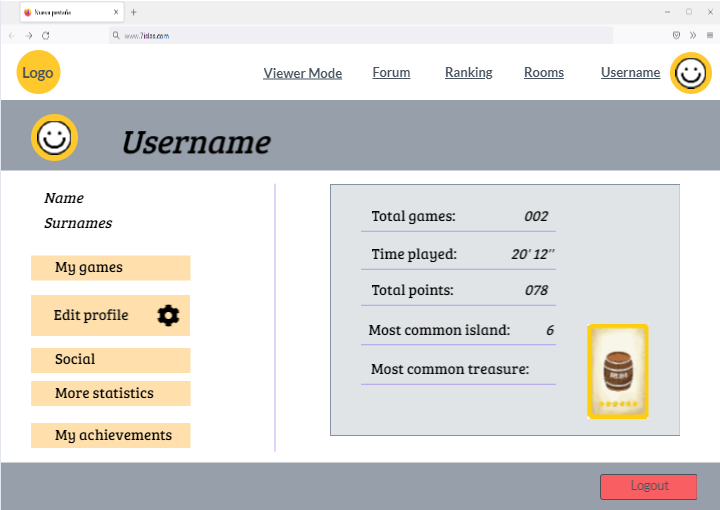 Nueva pestaña
www.7islas.com
Logo
Viewer Mode
Forum
Ranking
Rooms
Username
Username
Name
Surnames
My games
Edit profile
Social
More statistics
My achievements
Total games: 002
Time played: 20' 12''
Total points: 078
Most common island: 6
Most common treasure:
RUM
Logout